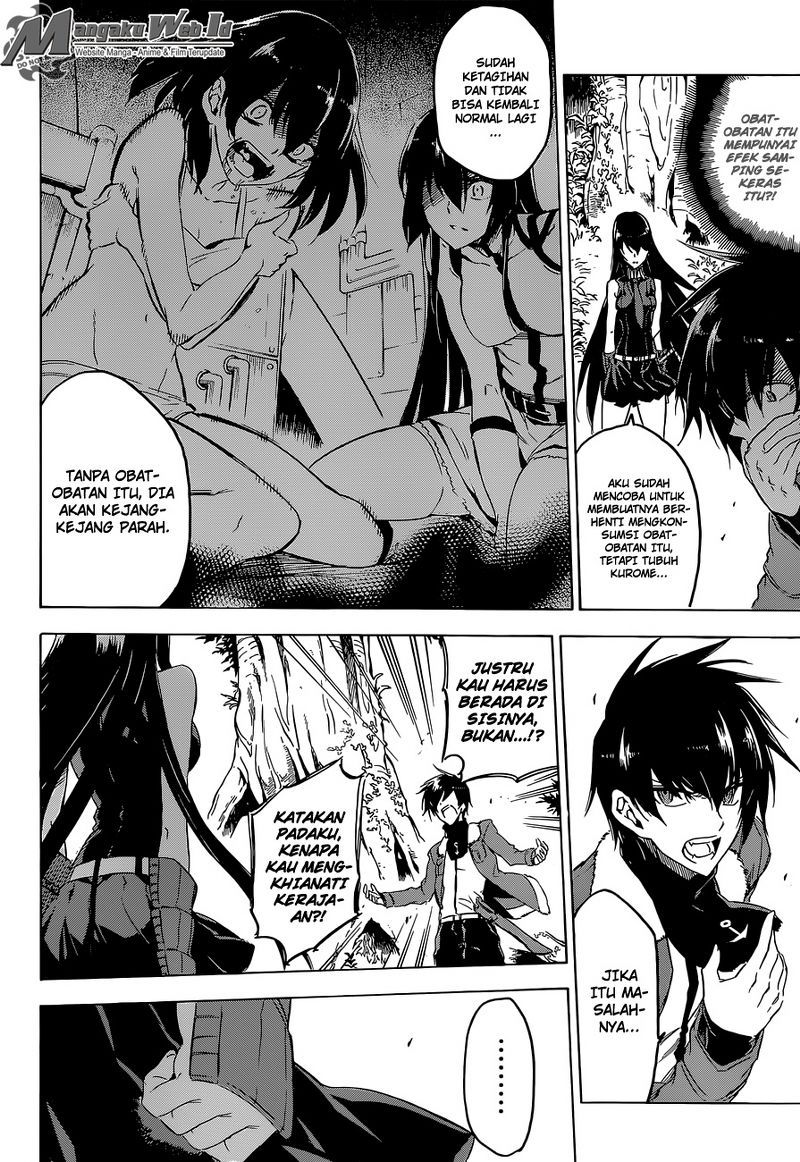 Mangaku.Web.Id
Website Manga - Anime & Film Terupdate
OBAT-
OBATAN ITU
MEMPUNYAI
EFEK SAM-
PING SE-
KERAS
ITU?!
AKU SUDAH
MENCOBA UNTUK
MEMBUATNYA BER-
HENTI MENGKON-
SUMSI OBAT-
OBATAN ITU,
TETAPI TUBUH
KUROME...
SUDAH
KETAGIHAN
DAN TIDAK
BISA KEMBALI
NORMAL LAGI
...
TANPA OBAT-
OBATAN ITU, DIA
AKAN KEJANG-
KEJANG PARAH.
JIKA
ITU MA-
SALAH-
NYA...
JUSTRU
KAU HARUS
BERADA DI
SISINYA,
BUKAN...!?
KATAKAN
PADAKU,
KENAPA
KAU MENG-
KHIANATI
KERAJA-
AN?!
.........